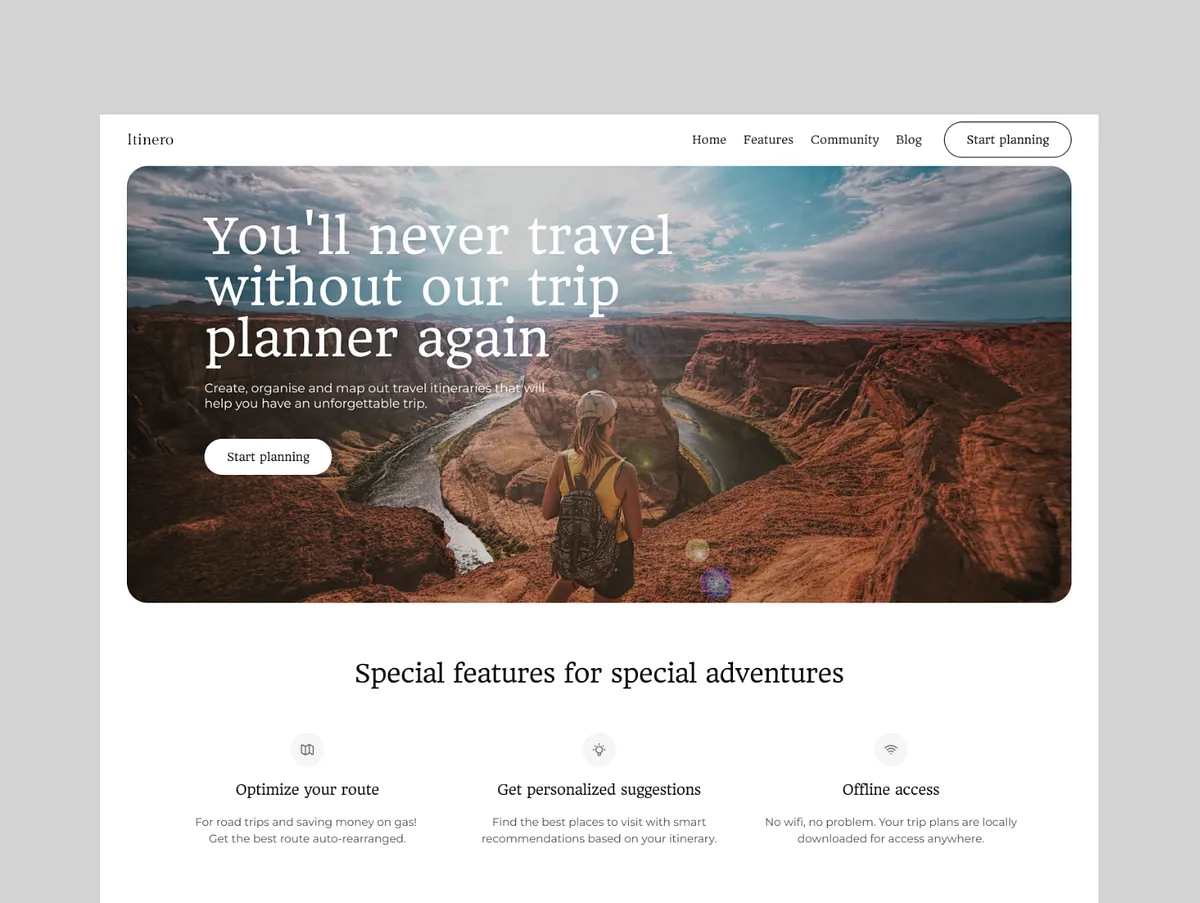 Itinero
Home Features Community Blog Start planning
You'll never travel
without our trip
planner again
Create, organise and map out travel itineraries that will
help you have an unforgettable trip.
Start planning
Special features for special adventures
Optimize your route
For road trips and saving money on gas!
Get the best route auto-rearranged.
Get personalized suggestions
Find the best places to visit with smart
recommendations based on your itinerary.
Offline access
No wifi, no problem. Your trip plans are locally
downloaded for access anywhere.